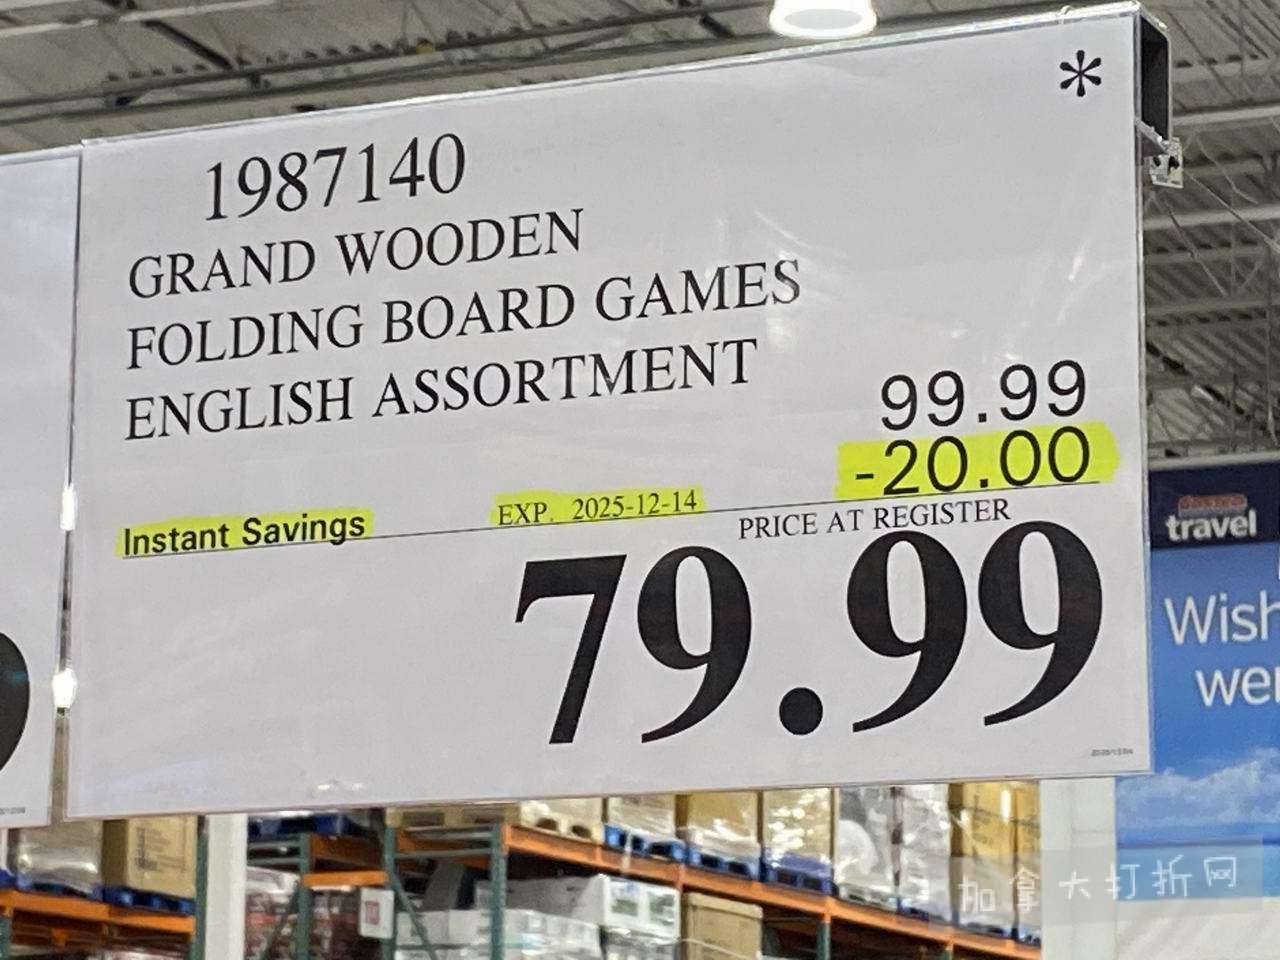 *
1987140
GRAND WOODEN
FOLDING BOARD GAMES
ENGLISH ASSORTMENT
99.99
-20.00
Instant Savings
EXP. 2025-12-14
PRICE AT REGISTER
79.99
travel
Wish
加拿大打折网